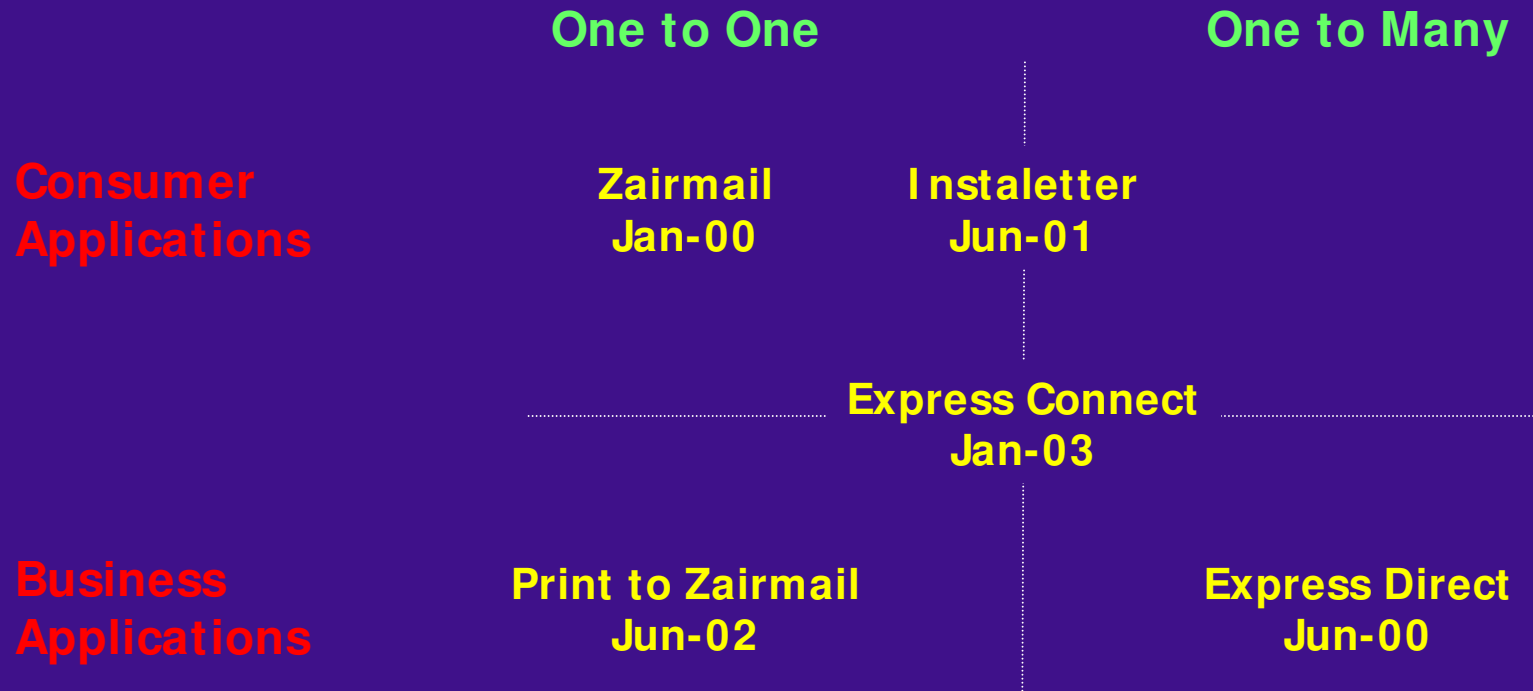 One to One
One to Many
Consumer
Applications
Zairmail
Jan-00
Instaletter
Jun-01
Express Connect
Jan-03
Business
Applications
Print to Zairmail
Jun-02
Express Direct
Jun-00